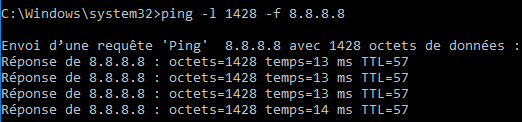 C:\Windows\system32>ping -l 1428 -f 8.8.8.8
Envoi d’une requête 'Ping'  8.8.8.8 avec 1428 octets de données :
Réponse de 8.8.8.8 : octets=1428 temps=13 ms TTL=57
Réponse de 8.8.8.8 : octets=1428 temps=13 ms TTL=57
Réponse de 8.8.8.8 : octets=1428 temps=13 ms TTL=57
Réponse de 8.8.8.8 : octets=1428 temps=14 ms TTL=57